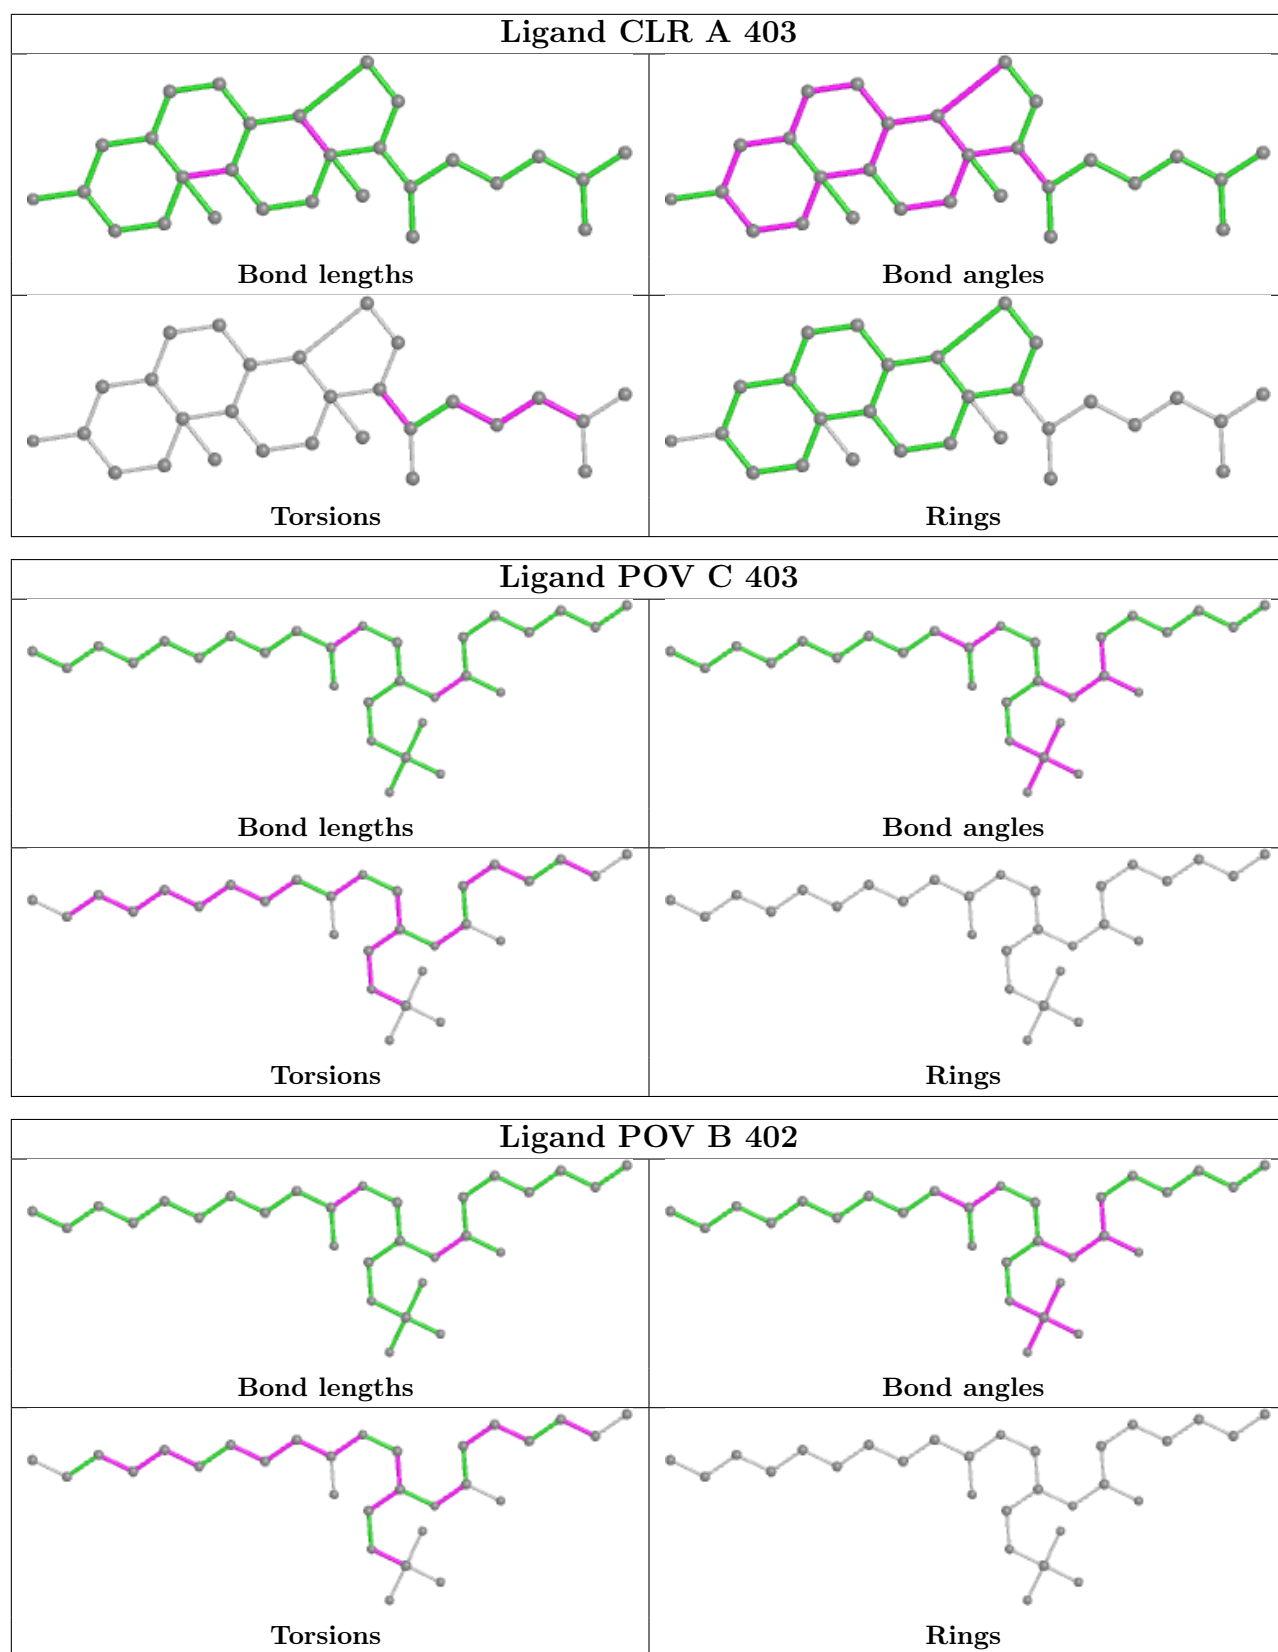 Ligand CLR A 403
Bond lengths
Bond angles
Torsions
Rings
Ligand POV C 403
Bond lengths
Bond angles
Torsions
Rings
Ligand POV B 402
Bond lengths
Bond angles
Torsions
Rings